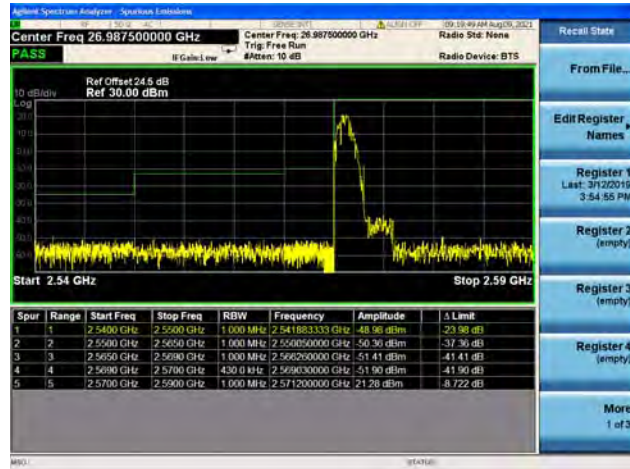 Agilent Spectrum Analyzer - Spurious Emissions
RF 50 Ω AC SENSE:INT ALIGN OFF 09:19:49 AM Aug 09, 2021
Center Freq 26.987500000 GHz
Center Freq: 26.987500000 GHz
Radio Std: None
Trig: Free Run
PASS
IFGain:Low
#Atten: 10 dB
Radio Device: BTS
Ref Offset 24.5 dB
10 dB/div Ref 30.00 dBm
Log
Start 2.54 GHz
Stop 2.59 GHz
Spur Range Start Freq Stop Freq RBW Frequency Amplitude Δ Limit
1 1 2.5400 GHz 2.5500 GHz 1.000 MHz 2.541883333 GHz -48.98 dBm -23.98 dB
2 2 2.5500 GHz 2.5650 GHz 1.000 MHz 2.550050000 GHz -50.36 dBm -37.36 dB
3 3 2.5650 GHz 2.5690 GHz 1.000 MHz 2.566260000 GHz -51.41 dBm -41.41 dB
4 4 2.5690 GHz 2.5700 GHz 430.0 kHz 2.569030000 GHz -51.90 dBm -41.90 dB
5 5 2.5700 GHz 2.5900 GHz 1.000 MHz 2.571200000 GHz 21.28 dBm -8.722 dB
MSG
STATUS
Recall State
From File...
Edit Register
Names
Register 1
Last: 3/12/2019
3:54:55 PM
Register 2
(empty)
Register 3
(empty)
Register 4
(empty)
More
1 of 3